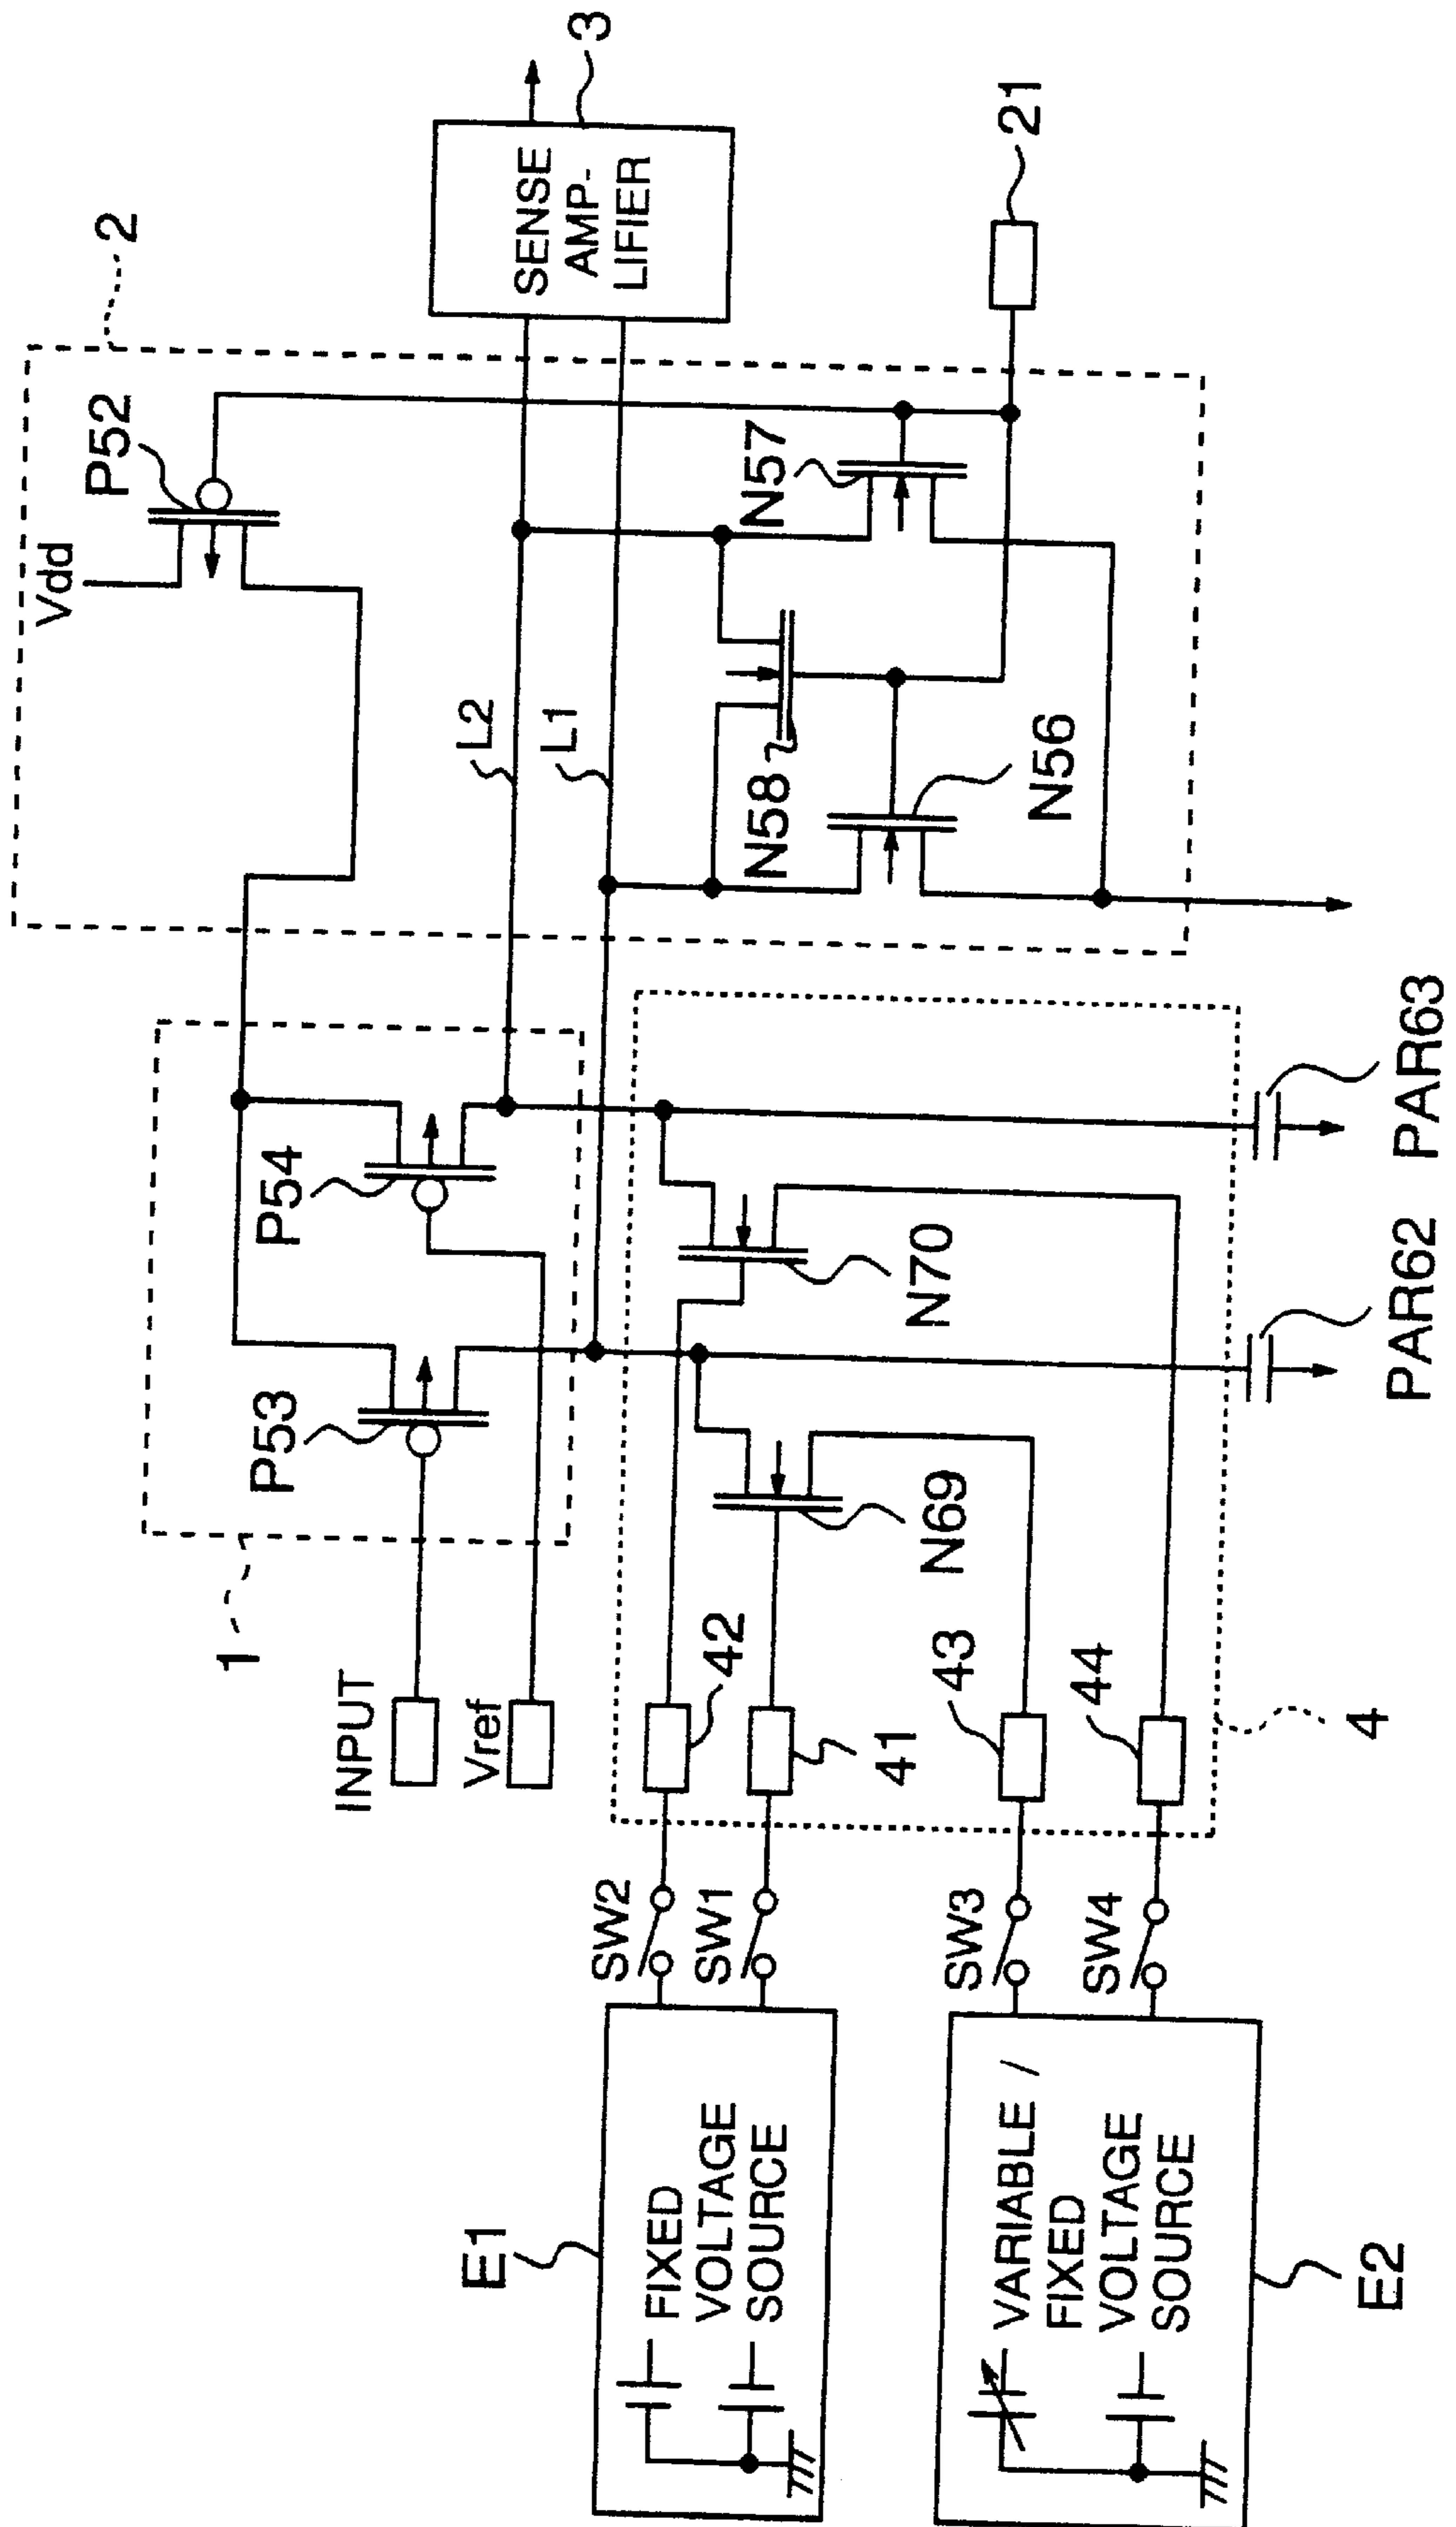 Vdd
P52
2
SENSE
AMP-
LIFIER
3
21
L2
L1
N57
N58
N56
1
P53
P54
INPUT
Vref
42
41
43
44
N69
N70
4
PAR62
PAR63
SW2
SW1
SW3
SW4
E1
FIXED
VOLTAGE
SOURCE
E2
VARIABLE /
FIXED
VOLTAGE
SOURCE